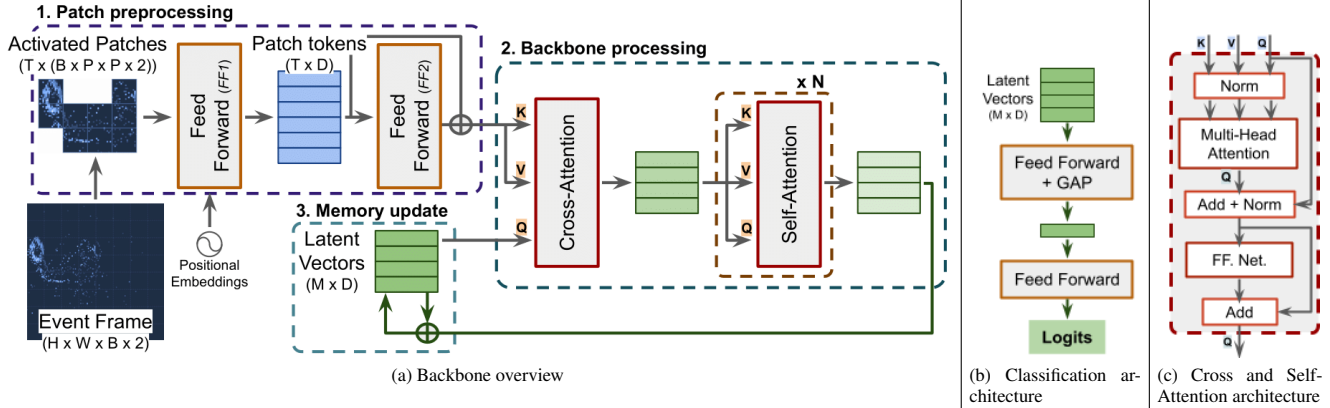 1. Patch preprocessing
Activated Patches
(T x (B x P x P x 2))
Feed
Forward (FF1)
Patch tokens
(T x D)
Feed
Forward (FF2)
Positional
Embeddings
Event Frame
(H x W x B x 2)
2. Backbone processing
K
V
Q
Cross-Attention
x N
K
V
Q
Self-Attention
3. Memory update
Latent
Vectors
(M x D)
(a) Backbone overview
Latent
Vectors
(M x D)
Feed Forward
+ GAP
Feed Forward
Logits
(b) Classification ar-
chitecture
K
V
Q
Norm
Multi-Head
Attention
Q
Add + Norm
FF. Net.
Add
Q
(c) Cross and Self-
Attention architecture